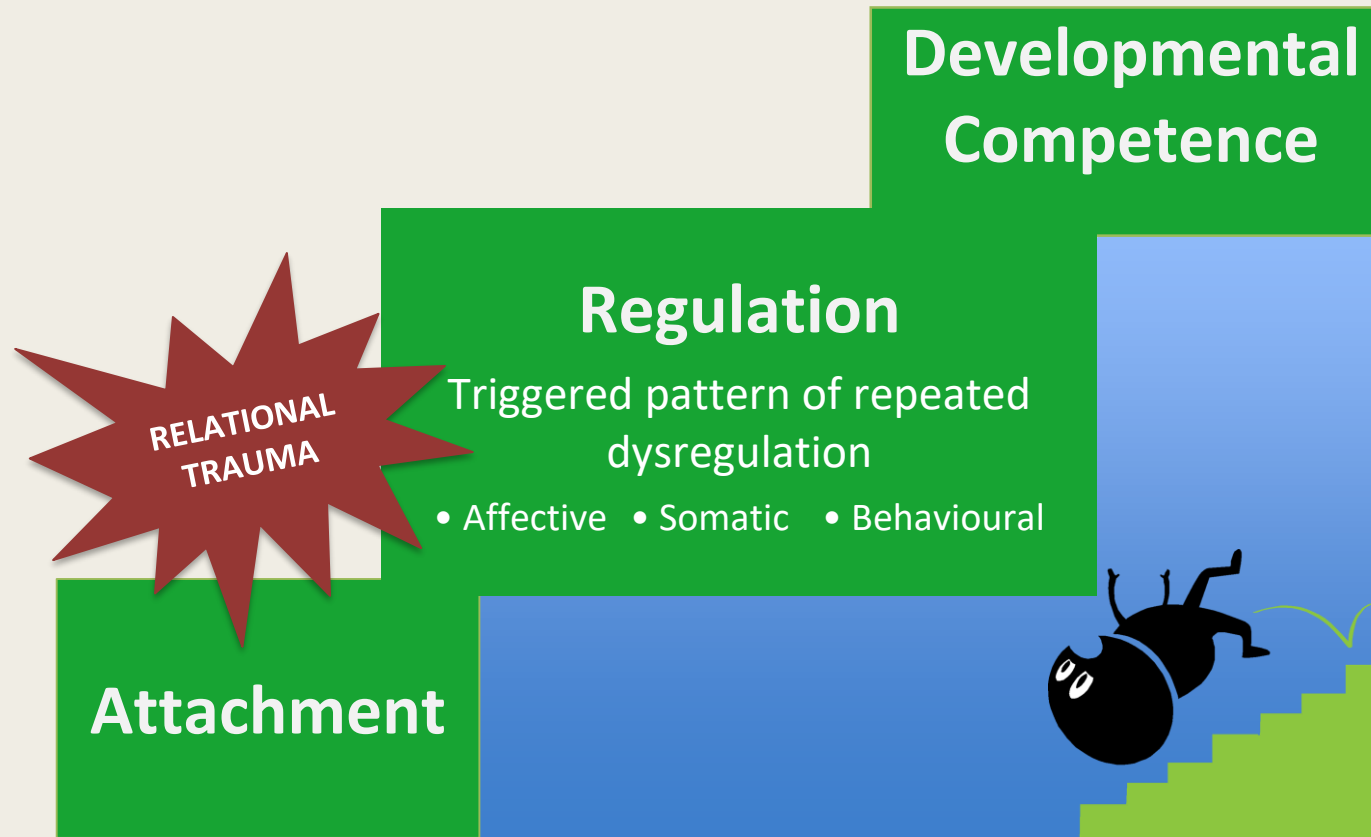 Developmental
Competence
Regulation
Triggered pattern of repeated
dysregulation
• Affective • Somatic • Behavioural
RELATIONAL
TRAUMA
Attachment